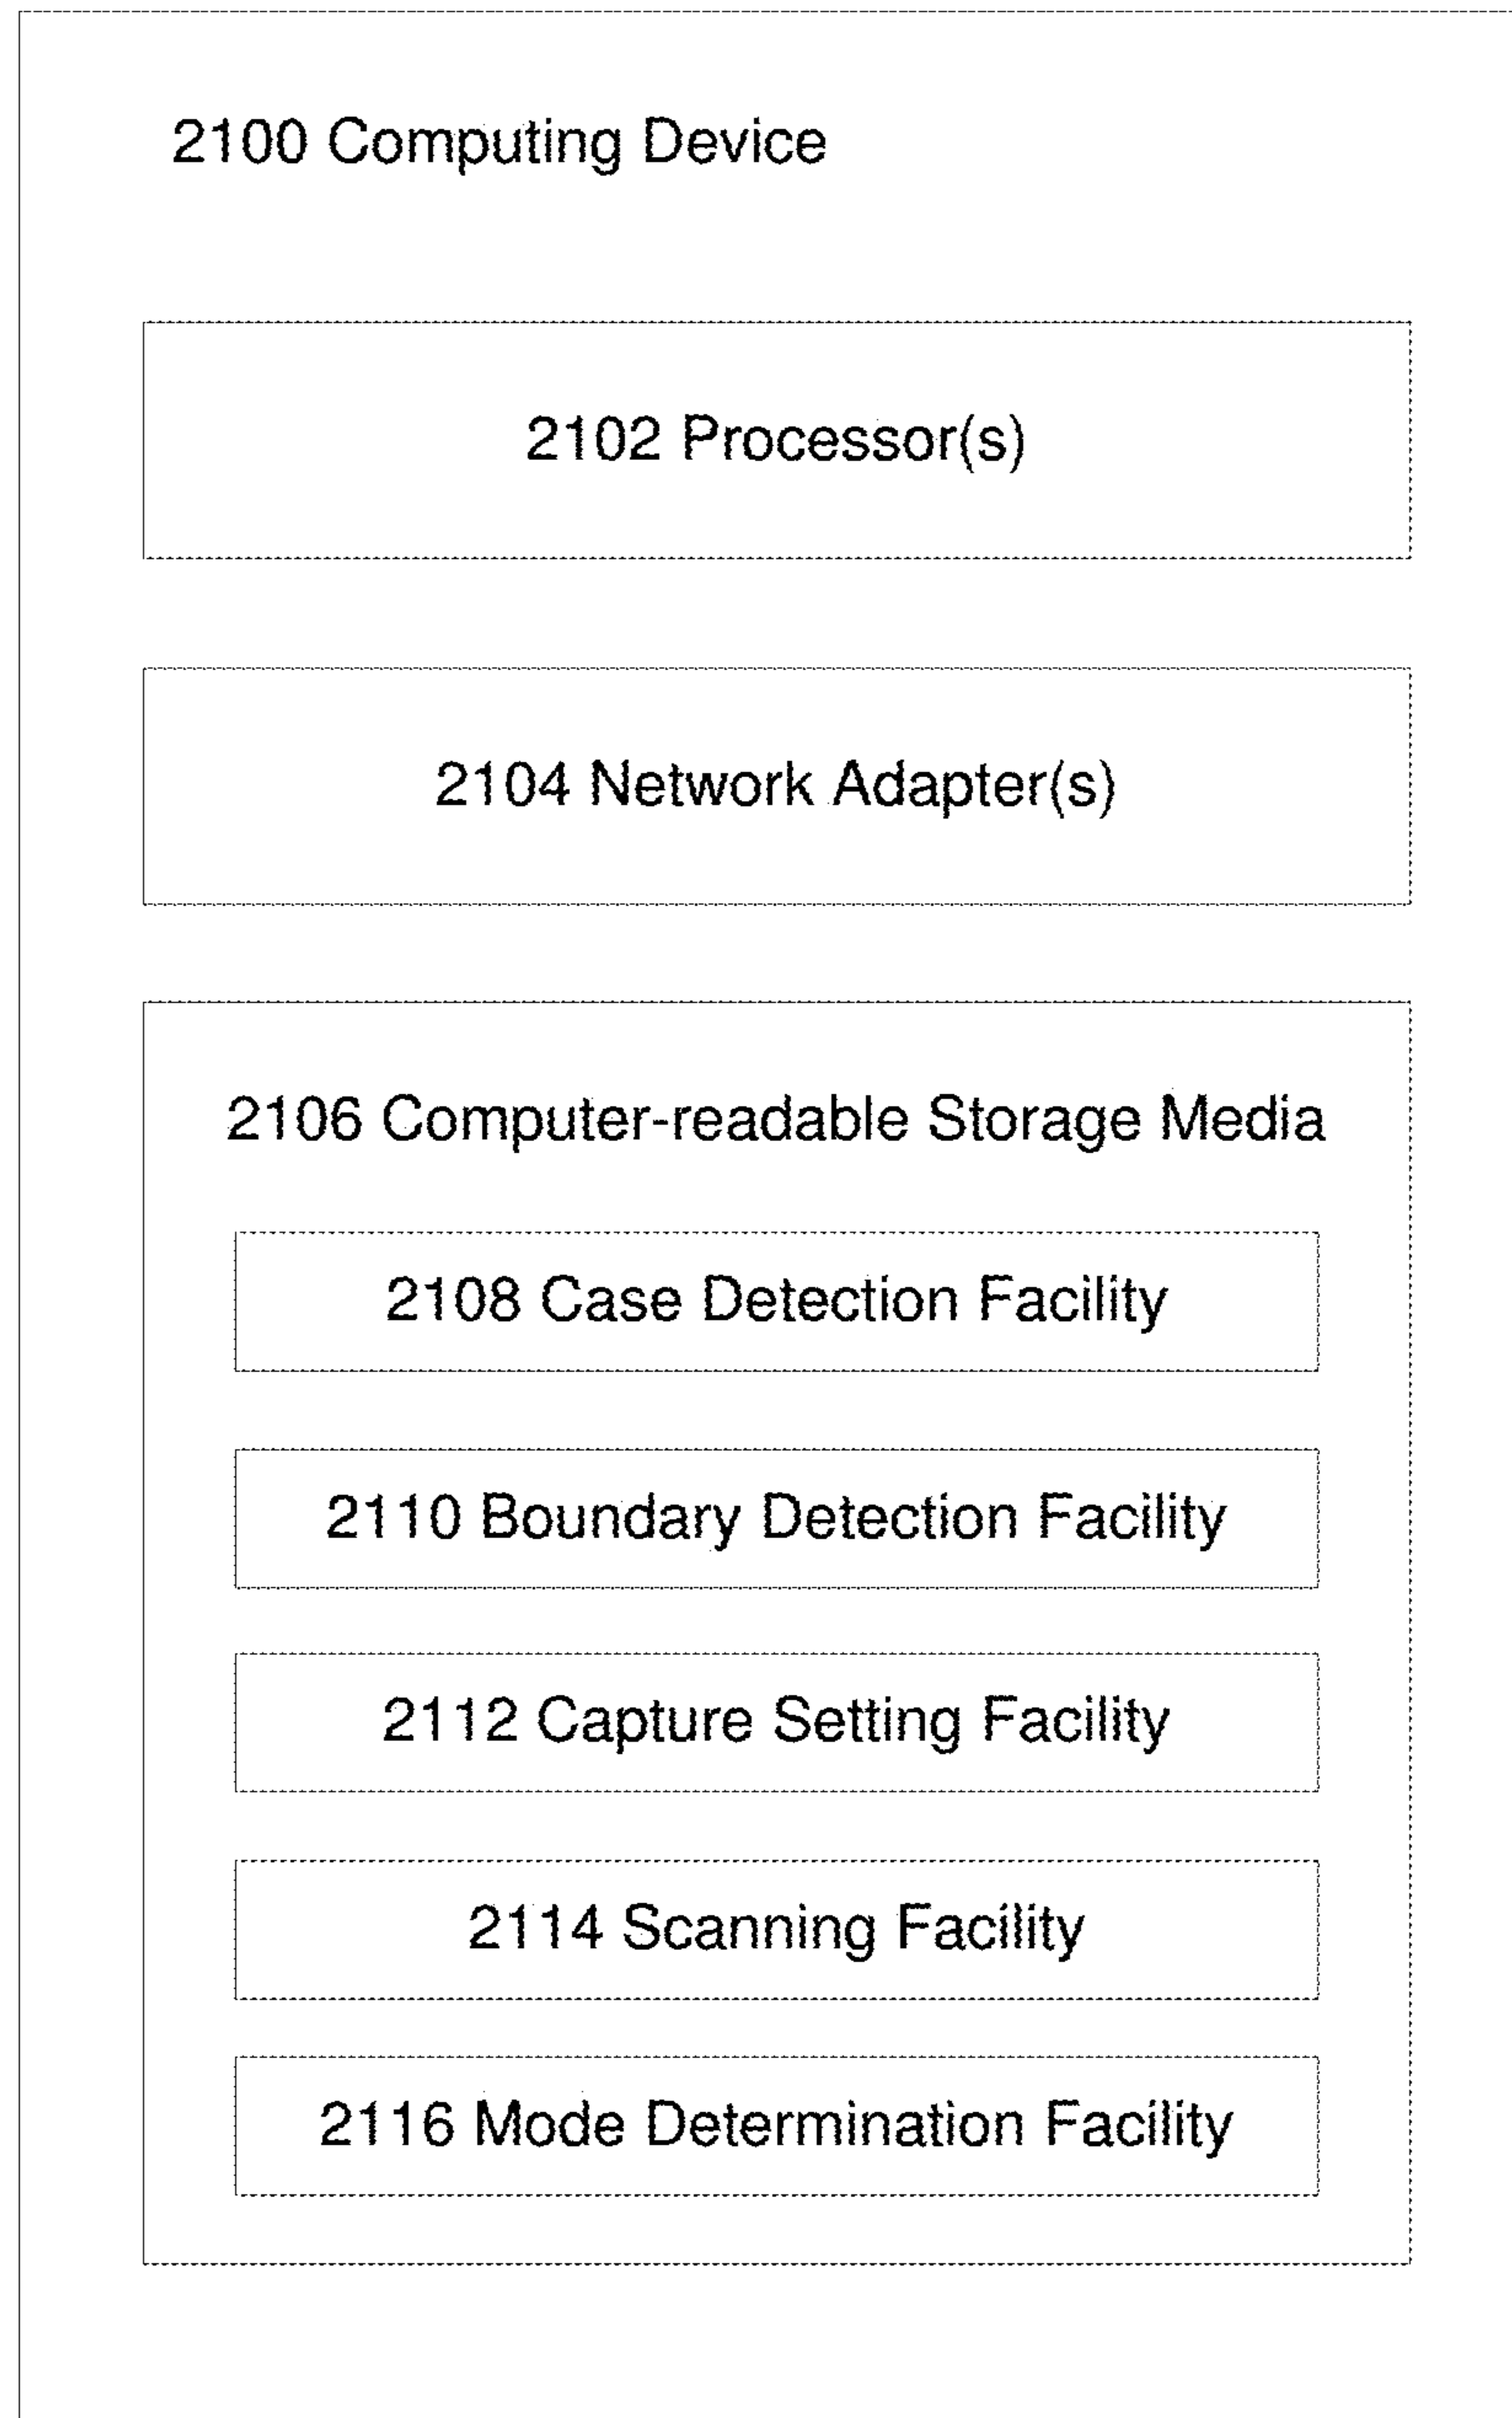 2100 Computing Device
2102 Processor(s)
2104 Network Adapter(s)
2106 Computer-readable Storage Media
2108 Case Detection Facility
2110 Boundary Detection Facility
2112 Capture Setting Facility
2114 Scanning Facility
2116 Mode Determination Facility